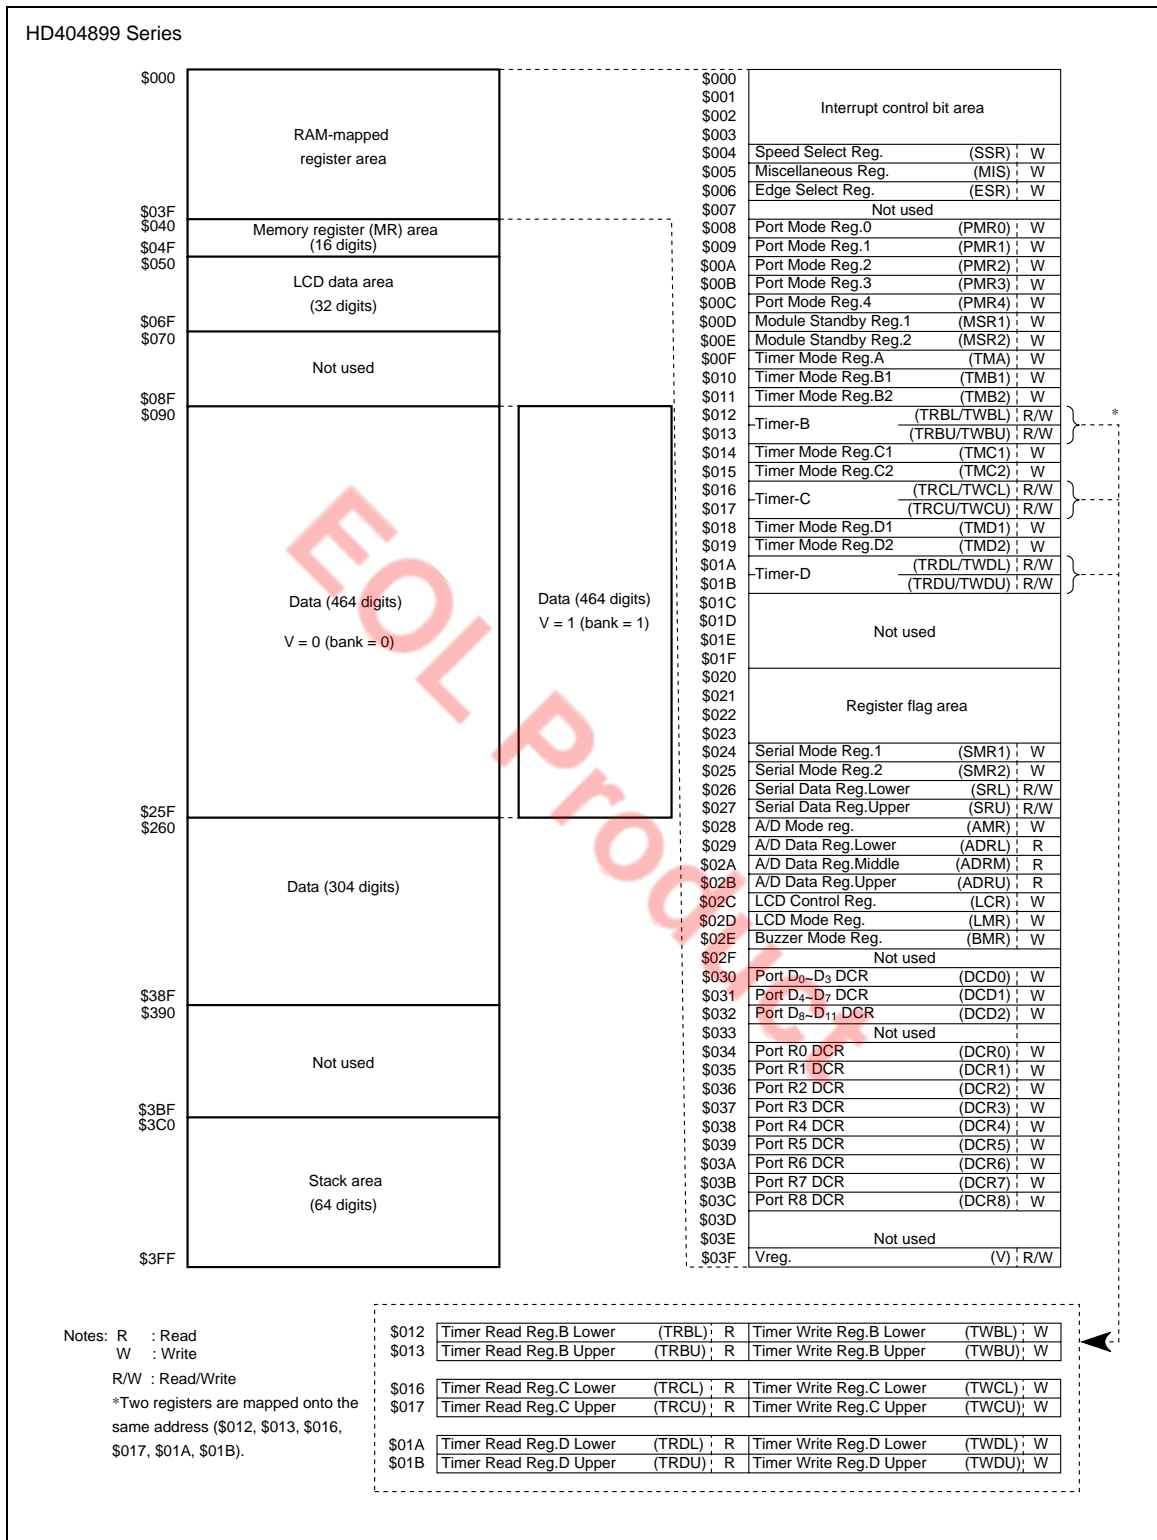 HD404899 Series
$000
RAM-mapped
register area
$03F
$040
Memory register (MR) area
(16 digits)
$04F
$050
LCD data area
(32 digits)
$06F
$070
Not used
$08F
$090
Data (464 digits)
V = 0 (bank = 0)
Data (464 digits)
V = 1 (bank = 1)
$25F
$260
Data (304 digits)
$38F
$390
Not used
$3BF
$3C0
Stack area
(64 digits)
$3FF
$000
$001
Interrupt control bit area
$002
$003
$004 Speed Select Reg. (SSR) W
$005 Miscellaneous Reg. (MIS) W
$006 Edge Select Reg. (ESR) W
$007 Not used
$008 Port Mode Reg.0 (PMR0) W
$009 Port Mode Reg.1 (PMR1) W
$00A Port Mode Reg.2 (PMR2) W
$00B Port Mode Reg.3 (PMR3) W
$00C Port Mode Reg.4 (PMR4) W
$00D Module Standby Reg.1 (MSR1) W
$00E Module Standby Reg.2 (MSR2) W
$00F Timer Mode Reg.A (TMA) W
$010 Timer Mode Reg.B1 (TMB1) W
$011 Timer Mode Reg.B2 (TMB2) W
$012 (TRBL/TWBL) R/W *
Timer-B
$013 (TRBU/TWBU) R/W
$014 Timer Mode Reg.C1 (TMC1) W
$015 Timer Mode Reg.C2 (TMC2) W
$016 (TRCL/TWCL) R/W
Timer-C
$017 (TRCU/TWCU) R/W
$018 Timer Mode Reg.D1 (TMD1) W
$019 Timer Mode Reg.D2 (TMD2) W
$01A (TRDL/TWDL) R/W
Timer-D
$01B (TRDU/TWDU) R/W
$01C
$01D
Not used
$01E
$01F
$020
$021
Register flag area
$022
$023
$024 Serial Mode Reg.1 (SMR1) W
$025 Serial Mode Reg.2 (SMR2) W
$026 Serial Data Reg.Lower (SRL) R/W
$027 Serial Data Reg.Upper (SRU) R/W
$028 A/D Mode reg. (AMR) W
$029 A/D Data Reg.Lower (ADRL) R
$02A A/D Data Reg.Middle (ADRM) R
$02B A/D Data Reg.Upper (ADRU) R
$02C LCD Control Reg. (LCR) W
$02D LCD Mode Reg. (LMR) W
$02E Buzzer Mode Reg. (BMR) W
$02F Not used
$030 Port D0~D3 DCR (DCD0) W
$031 Port D4~D7 DCR (DCD1) W
$032 Port D8~D11 DCR (DCD2) W
$033 Not used
$034 Port R0 DCR (DCR0) W
$035 Port R1 DCR (DCR1) W
$036 Port R2 DCR (DCR2) W
$037 Port R3 DCR (DCR3) W
$038 Port R4 DCR (DCR4) W
$039 Port R5 DCR (DCR5) W
$03A Port R6 DCR (DCR6) W
$03B Port R7 DCR (DCR7) W
$03C Port R8 DCR (DCR8) W
$03D
$03E Not used
$03F Vreg. (V) R/W
EOL Product
Notes: R : Read
W : Write
R/W : Read/Write
*Two registers are mapped onto the
same address ($012, $013, $016,
$017, $01A, $01B).
$012 Timer Read Reg.B Lower (TRBL) R Timer Write Reg.B Lower (TWBL) W
$013 Timer Read Reg.B Upper (TRBU) R Timer Write Reg.B Upper (TWBU) W
$016 Timer Read Reg.C Lower (TRCL) R Timer Write Reg.C Lower (TWCL) W
$017 Timer Read Reg.C Upper (TRCU) R Timer Write Reg.C Upper (TWCU) W
$01A Timer Read Reg.D Lower (TRDL) R Timer Write Reg.D Lower (TWDL) W
$01B Timer Read Reg.D Upper (TRDU) R Timer Write Reg.D Upper (TWDU) W